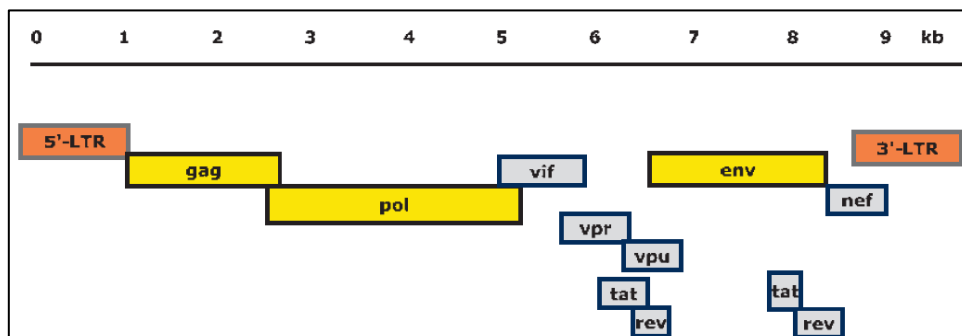 0 1 2 3 4 5 6 7 8 9 kb
5'-LTR
3'-LTR
gag
vif
env
pol
nef
vpr
vpu
tat
tat
rev
rev